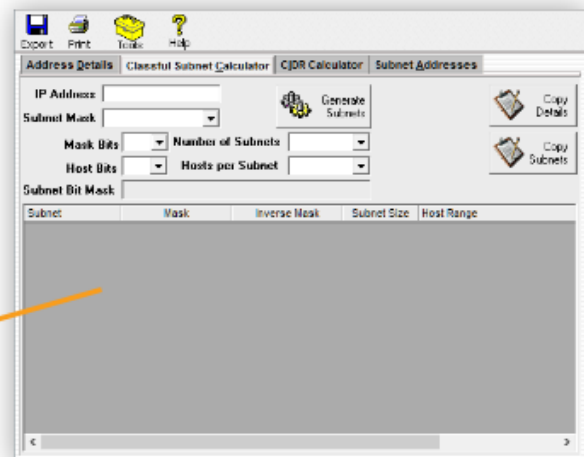 Export Print Tools Help
Address Details Classful Subnet Calculator CIDR Calculator Subnet Addresses
IP Address
Generate Subnets
Copy Details
Subnet Mask
Mask Bits Number of Subnets
Copy Subnets
Host Bits Hosts per Subnet
Subnet Bit Mask
Subnet Mask Inverse Mask Subnet Size Host Range